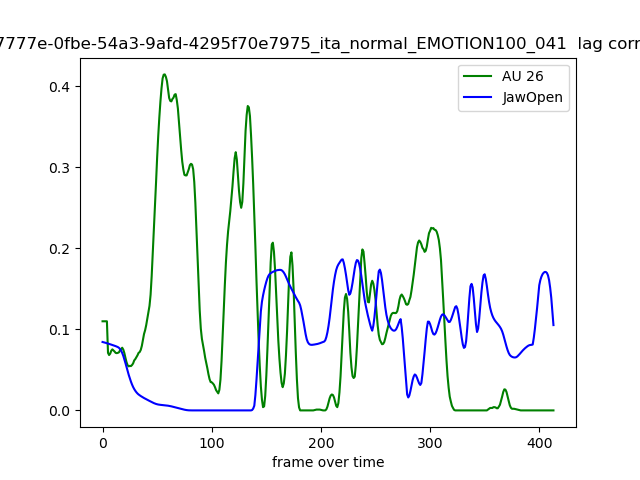 7777e-0fbe-54a3-9afd-4295f70e7975_ita_normal_EMOTION100_041 lag corr
AU 26
JawOpen
0.4
0.3
0.2
0.1
0.0
0 100 200 300 400
frame over time